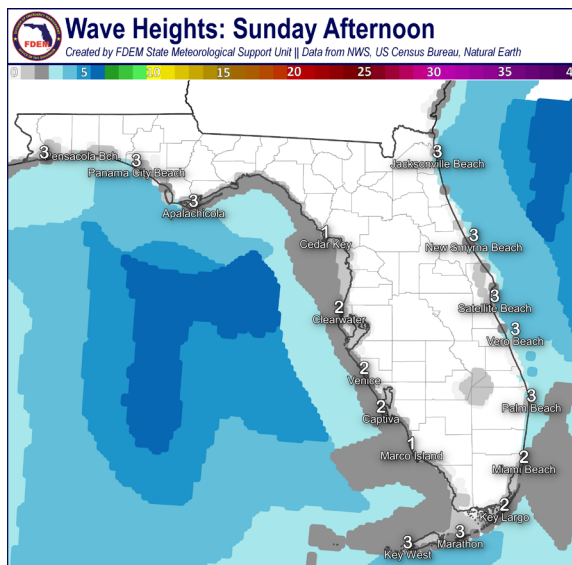 FDEM
Wave Heights: Sunday Afternoon
Created by FDEM State Meteorological Support Unit || Data from NWS, US Census Bureau, Natural Earth
0 5 10 15 20 25 30 35 4
3
ensacola Bch.
3
Panama City Beach
3
Jacksonville Beach
3
Apalachicola
1
Cedar Key
3
New Smyrna Beach
2
Clearwater
3
Satellite Beach
3
Vero Beach
2
Venice
2
Captiva
3
Palm Beach
1
Marco Island
2
Miami Beach
2
Key Largo
3
Marathon
3
Key West